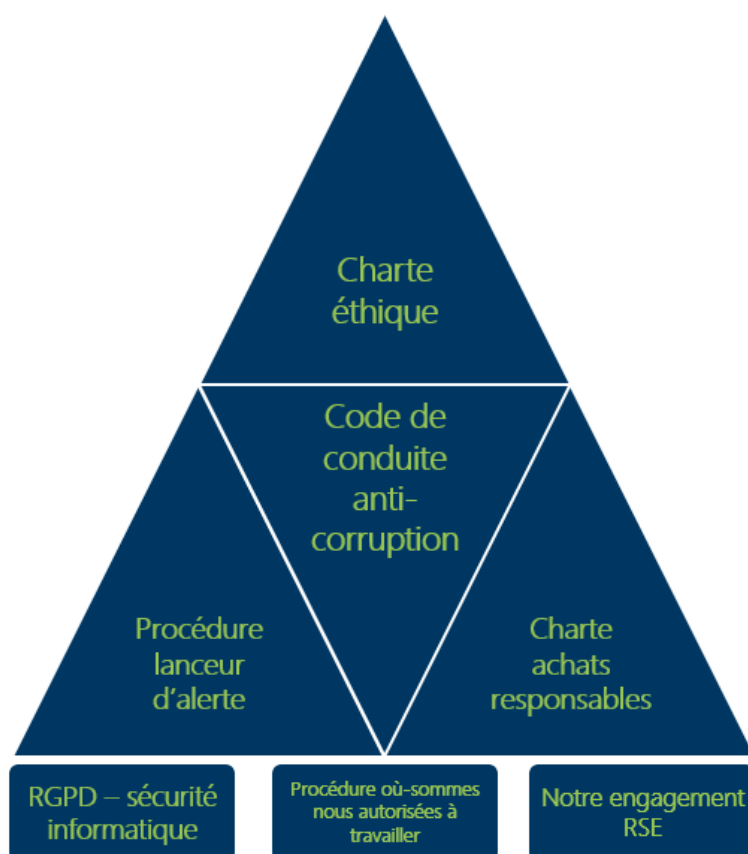 Charte
éthique
Code de
conduite
anti-
corruption
Procédure
lanceur
d'alerte
Charte
achats
responsables
RGPD – sécurité
informatique
Procédure où-sommes
nous autorisées à
travailler
Notre engagement
RSE